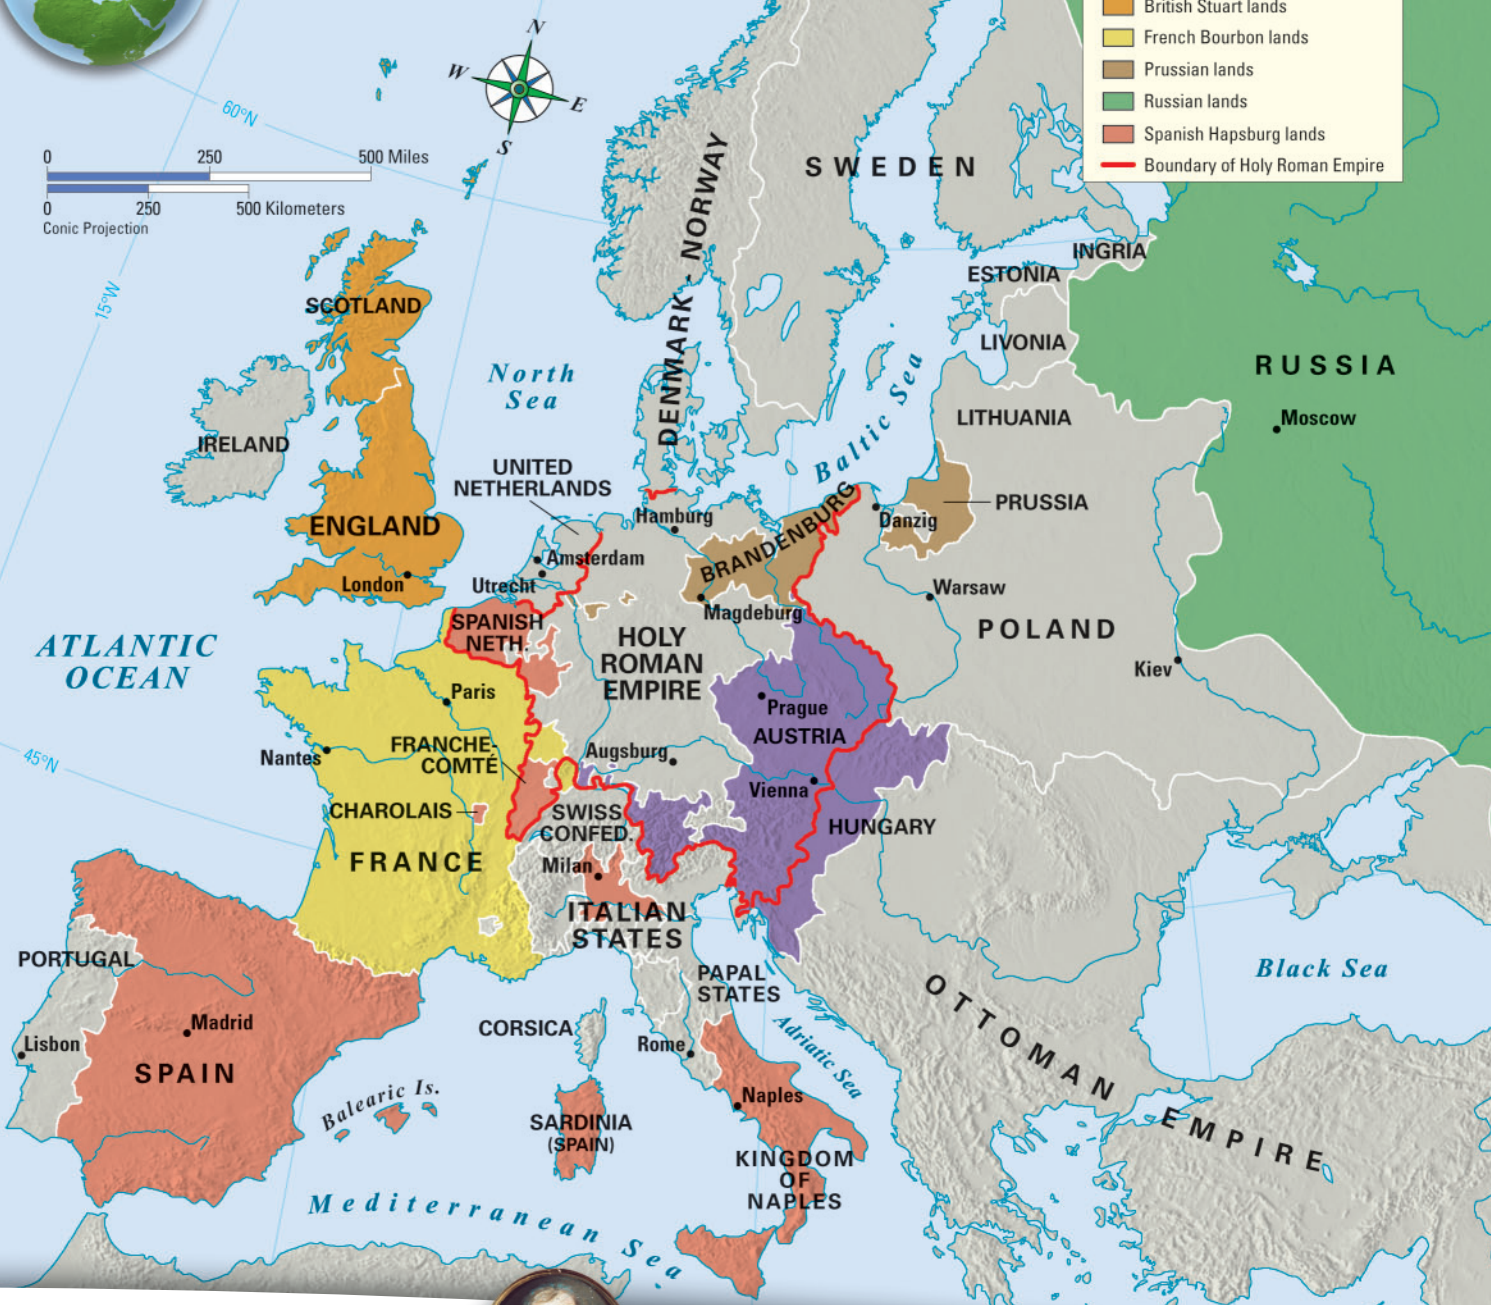 British Stuart lands
French Bourbon lands
Prussian lands
Russian lands
Spanish Hapsburg lands
Boundary of Holy Roman Empire
N
W
E
S
60°N
0 250 500 Miles
0 250 500 Kilometers
Conic Projection
15°W
SWEDEN
DENMARK - NORWAY
INGRIA
ESTONIA
LIVONIA
SCOTLAND
RUSSIA
Moscow
North
Sea
Baltic Sea
LITHUANIA
IRELAND
UNITED
NETHERLANDS
PRUSSIA
Hamburg
Danzig
ENGLAND
BRANDENBURG
Amsterdam
London
Utrecht
Warsaw
Magdeburg
SPANISH
NETH.
POLAND
HOLY
ROMAN
EMPIRE
ATLANTIC
OCEAN
Kiev
Paris
Prague
AUSTRIA
Nantes
FRANCHE-
COMTÉ
Augsburg
45°N
Vienna
CHAROLAIS
SWISS
CONFED.
HUNGARY
FRANCE
Milan
ITALIAN
STATES
PORTUGAL
PAPAL
STATES
Black Sea
OTTOMAN EMPIRE
Madrid
CORSICA
Rome
Adriatic Sea
Lisbon
SPAIN
Balearic Is.
Naples
SARDINIA
(SPAIN)
KINGDOM
OF
NAPLES
Mediterranean Sea